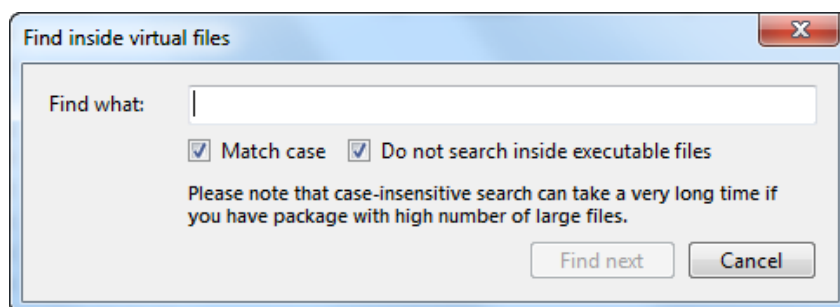 Find inside virtual files
Find what:
Match case Do not search inside executable files
Please note that case-insensitive search can take a very long time if
you have package with high number of large files.
Find next Cancel